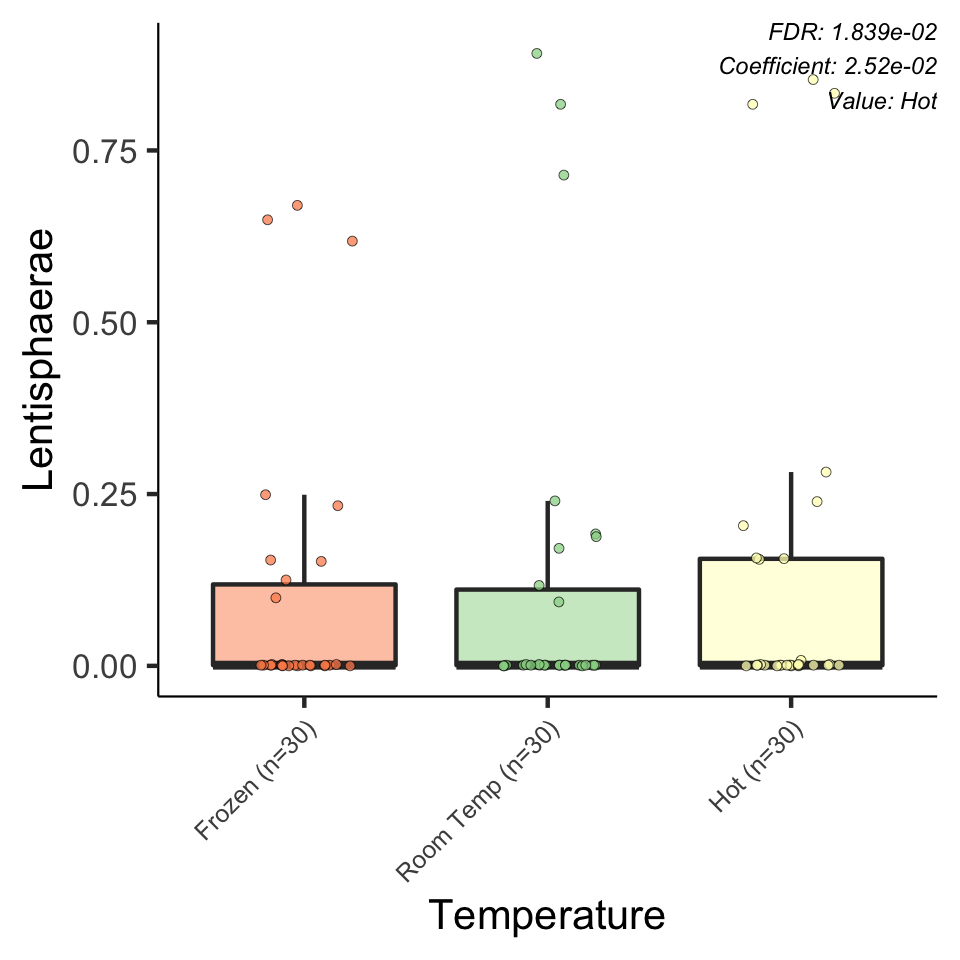 FDR: 1.839e-02
Coefficient: 2.52e-02
Value: Hot
Lentisphaerae
0.75
0.50
0.25
0.00
Frozen (n=30)
Room Temp (n=30)
Hot (n=30)
Temperature